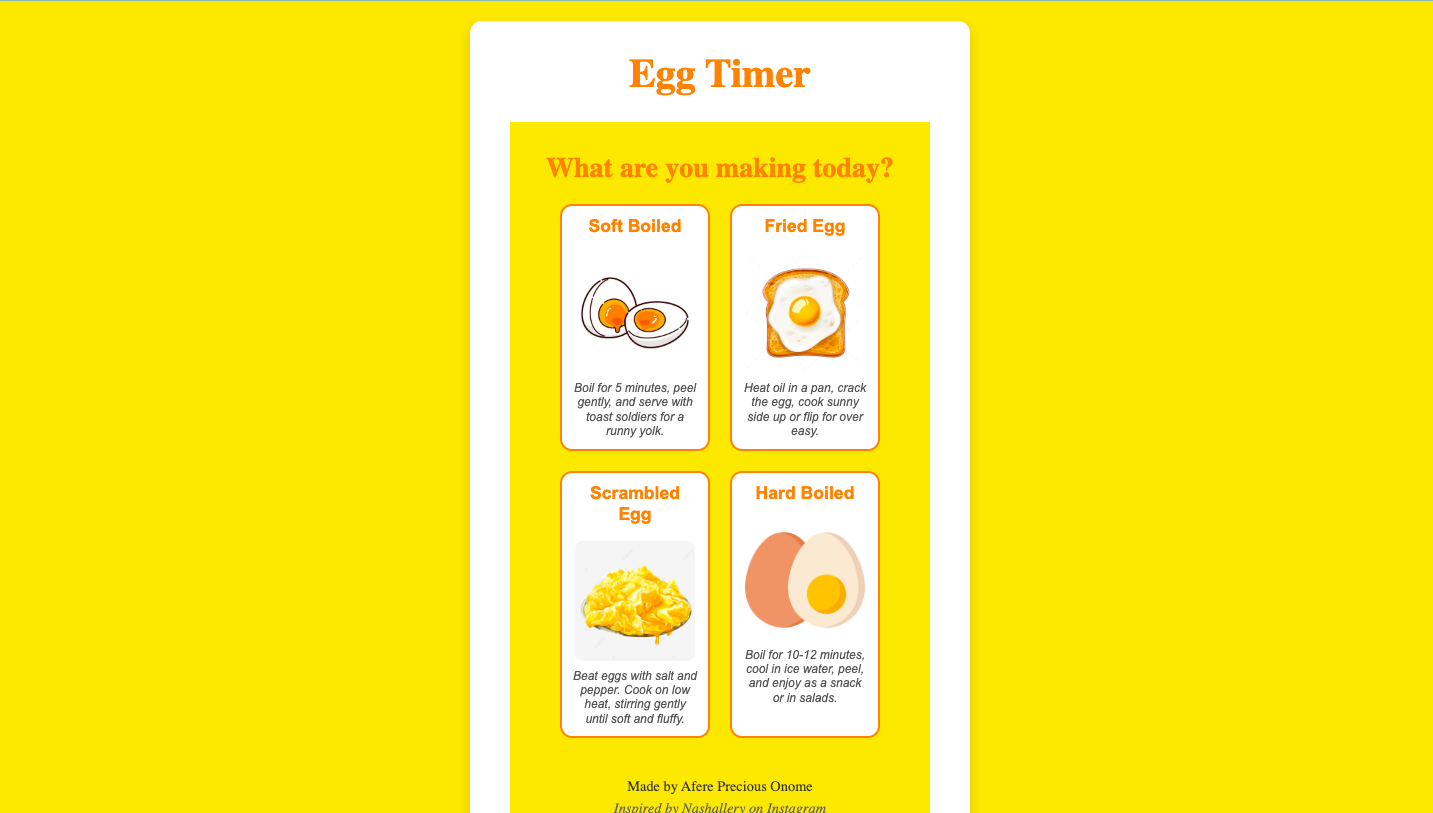 Egg Timer
What are you making today?
Soft Boiled
Boil for 5 minutes, peel
gently, and serve with
toast soldiers for a
runny yolk.
Fried Egg
Heat oil in a pan, crack
the egg, cook sunny
side up or flip for over
easy.
Scrambled
Egg
Beat eggs with salt and
pepper. Cook on low
heat, stirring gently
until soft and fluffy.
Hard Boiled
Boil for 10-12 minutes,
cool in ice water, peel,
and enjoy as a snack
or in salads.
Made by Afere Precious Onome
Inspired by Nashallery on Instagram